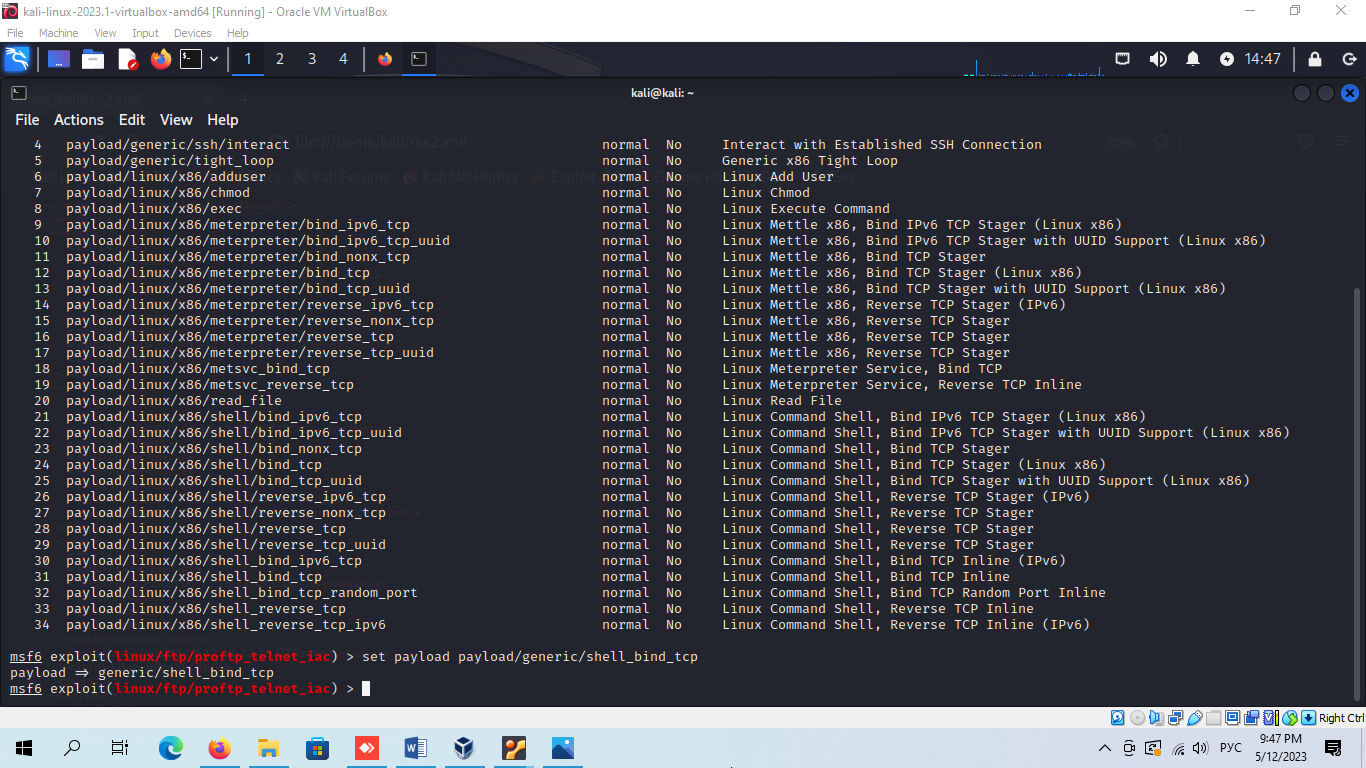 kali-linux-2023.1-virtualbox-amd64 [Running] - Oracle VM VirtualBox
File Machine View Input Devices Help
1 2 3 4 14:47
kali@kali: ~
File Actions Edit View Help
4 payload/generic/ssh/interact normal No Interact with Established SSH Connection
5 payload/generic/tight_loop normal No Generic x86 Tight Loop
6 payload/linux/x86/adduser normal No Linux Add User
7 payload/linux/x86/chmod normal No Linux Chmod
8 payload/linux/x86/exec normal No Linux Execute Command
9 payload/linux/x86/meterpreter/bind_ipv6_tcp normal No Linux Mettle x86, Bind IPv6 TCP Stager (Linux x86)
10 payload/linux/x86/meterpreter/bind_ipv6_tcp_uuid normal No Linux Mettle x86, Bind IPv6 TCP Stager with UUID Support (Linux x86)
11 payload/linux/x86/meterpreter/bind_nonx_tcp normal No Linux Mettle x86, Bind TCP Stager
12 payload/linux/x86/meterpreter/bind_tcp normal No Linux Mettle x86, Bind TCP Stager (Linux x86)
13 payload/linux/x86/meterpreter/bind_tcp_uuid normal No Linux Mettle x86, Bind TCP Stager with UUID Support (Linux x86)
14 payload/linux/x86/meterpreter/reverse_ipv6_tcp normal No Linux Mettle x86, Reverse TCP Stager (IPv6)
15 payload/linux/x86/meterpreter/reverse_nonx_tcp normal No Linux Mettle x86, Reverse TCP Stager
16 payload/linux/x86/meterpreter/reverse_tcp normal No Linux Mettle x86, Reverse TCP Stager
17 payload/linux/x86/meterpreter/reverse_tcp_uuid normal No Linux Mettle x86, Reverse TCP Stager
18 payload/linux/x86/metsvc_bind_tcp normal No Linux Meterpreter Service, Bind TCP
19 payload/linux/x86/metsvc_reverse_tcp normal No Linux Meterpreter Service, Reverse TCP Inline
20 payload/linux/x86/read_file normal No Linux Read File
21 payload/linux/x86/shell/bind_ipv6_tcp normal No Linux Command Shell, Bind IPv6 TCP Stager (Linux x86)
22 payload/linux/x86/shell/bind_ipv6_tcp_uuid normal No Linux Command Shell, Bind IPv6 TCP Stager with UUID Support (Linux x86)
23 payload/linux/x86/shell/bind_nonx_tcp normal No Linux Command Shell, Bind TCP Stager
24 payload/linux/x86/shell/bind_tcp normal No Linux Command Shell, Bind TCP Stager (Linux x86)
25 payload/linux/x86/shell/bind_tcp_uuid normal No Linux Command Shell, Bind TCP Stager with UUID Support (Linux x86)
26 payload/linux/x86/shell/reverse_ipv6_tcp normal No Linux Command Shell, Reverse TCP Stager (IPv6)
27 payload/linux/x86/shell/reverse_nonx_tcp normal No Linux Command Shell, Reverse TCP Stager
28 payload/linux/x86/shell/reverse_tcp normal No Linux Command Shell, Reverse TCP Stager
29 payload/linux/x86/shell/reverse_tcp_uuid normal No Linux Command Shell, Reverse TCP Stager
30 payload/linux/x86/shell_bind_ipv6_tcp normal No Linux Command Shell, Bind TCP Inline (IPv6)
31 payload/linux/x86/shell_bind_tcp normal No Linux Command Shell, Bind TCP Inline
32 payload/linux/x86/shell_bind_tcp_random_port normal No Linux Command Shell, Bind TCP Random Port Inline
33 payload/linux/x86/shell_reverse_tcp normal No Linux Command Shell, Reverse TCP Inline
34 payload/linux/x86/shell_reverse_tcp_ipv6 normal No Linux Command Shell, Reverse TCP Inline (IPv6)
msf6 exploit(linux/ftp/proftp_telnet_iac) > set payload payload/generic/shell_bind_tcp
payload ⇒ generic/shell_bind_tcp
msf6 exploit(linux/ftp/proftp_telnet_iac) >
Right Ctrl
РУС
9:47 PM
5/12/2023